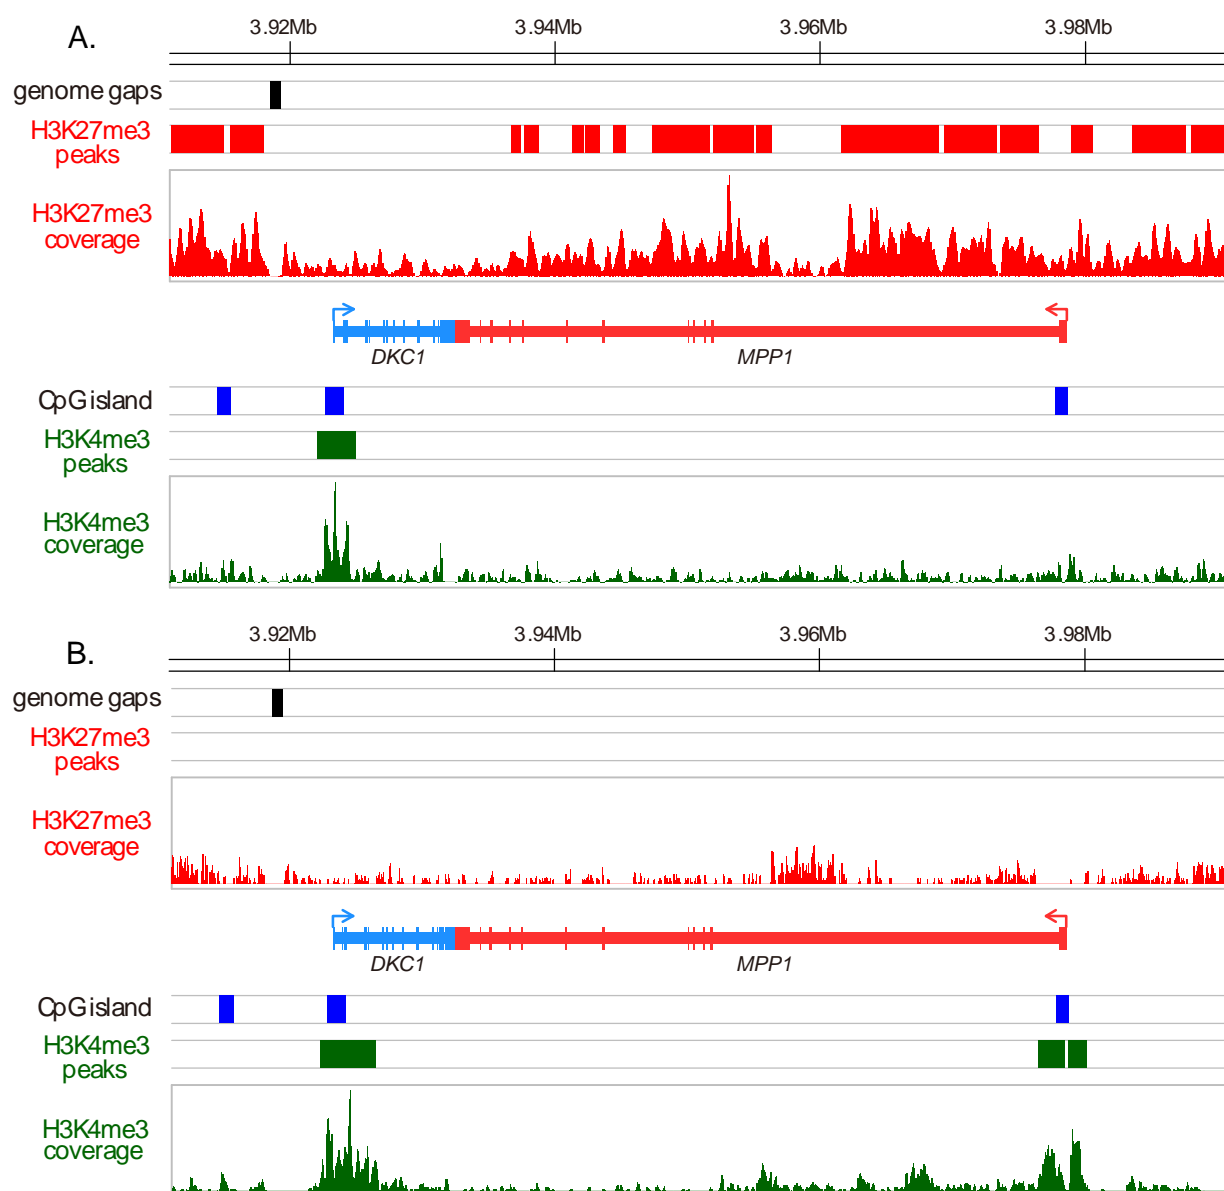 A.
3.92Mb 3.94Mb 3.96Mb 3.98Mb
genome gaps
H3K27me3
peaks
H3K27me3
coverage
DKC1 MPP1
CpG island
H3K4me3
peaks
H3K4me3
coverage
B.
3.92Mb 3.94Mb 3.96Mb 3.98Mb
genome gaps
H3K27me3
peaks
H3K27me3
coverage
DKC1 MPP1
CpG island
H3K4me3
peaks
H3K4me3
coverage